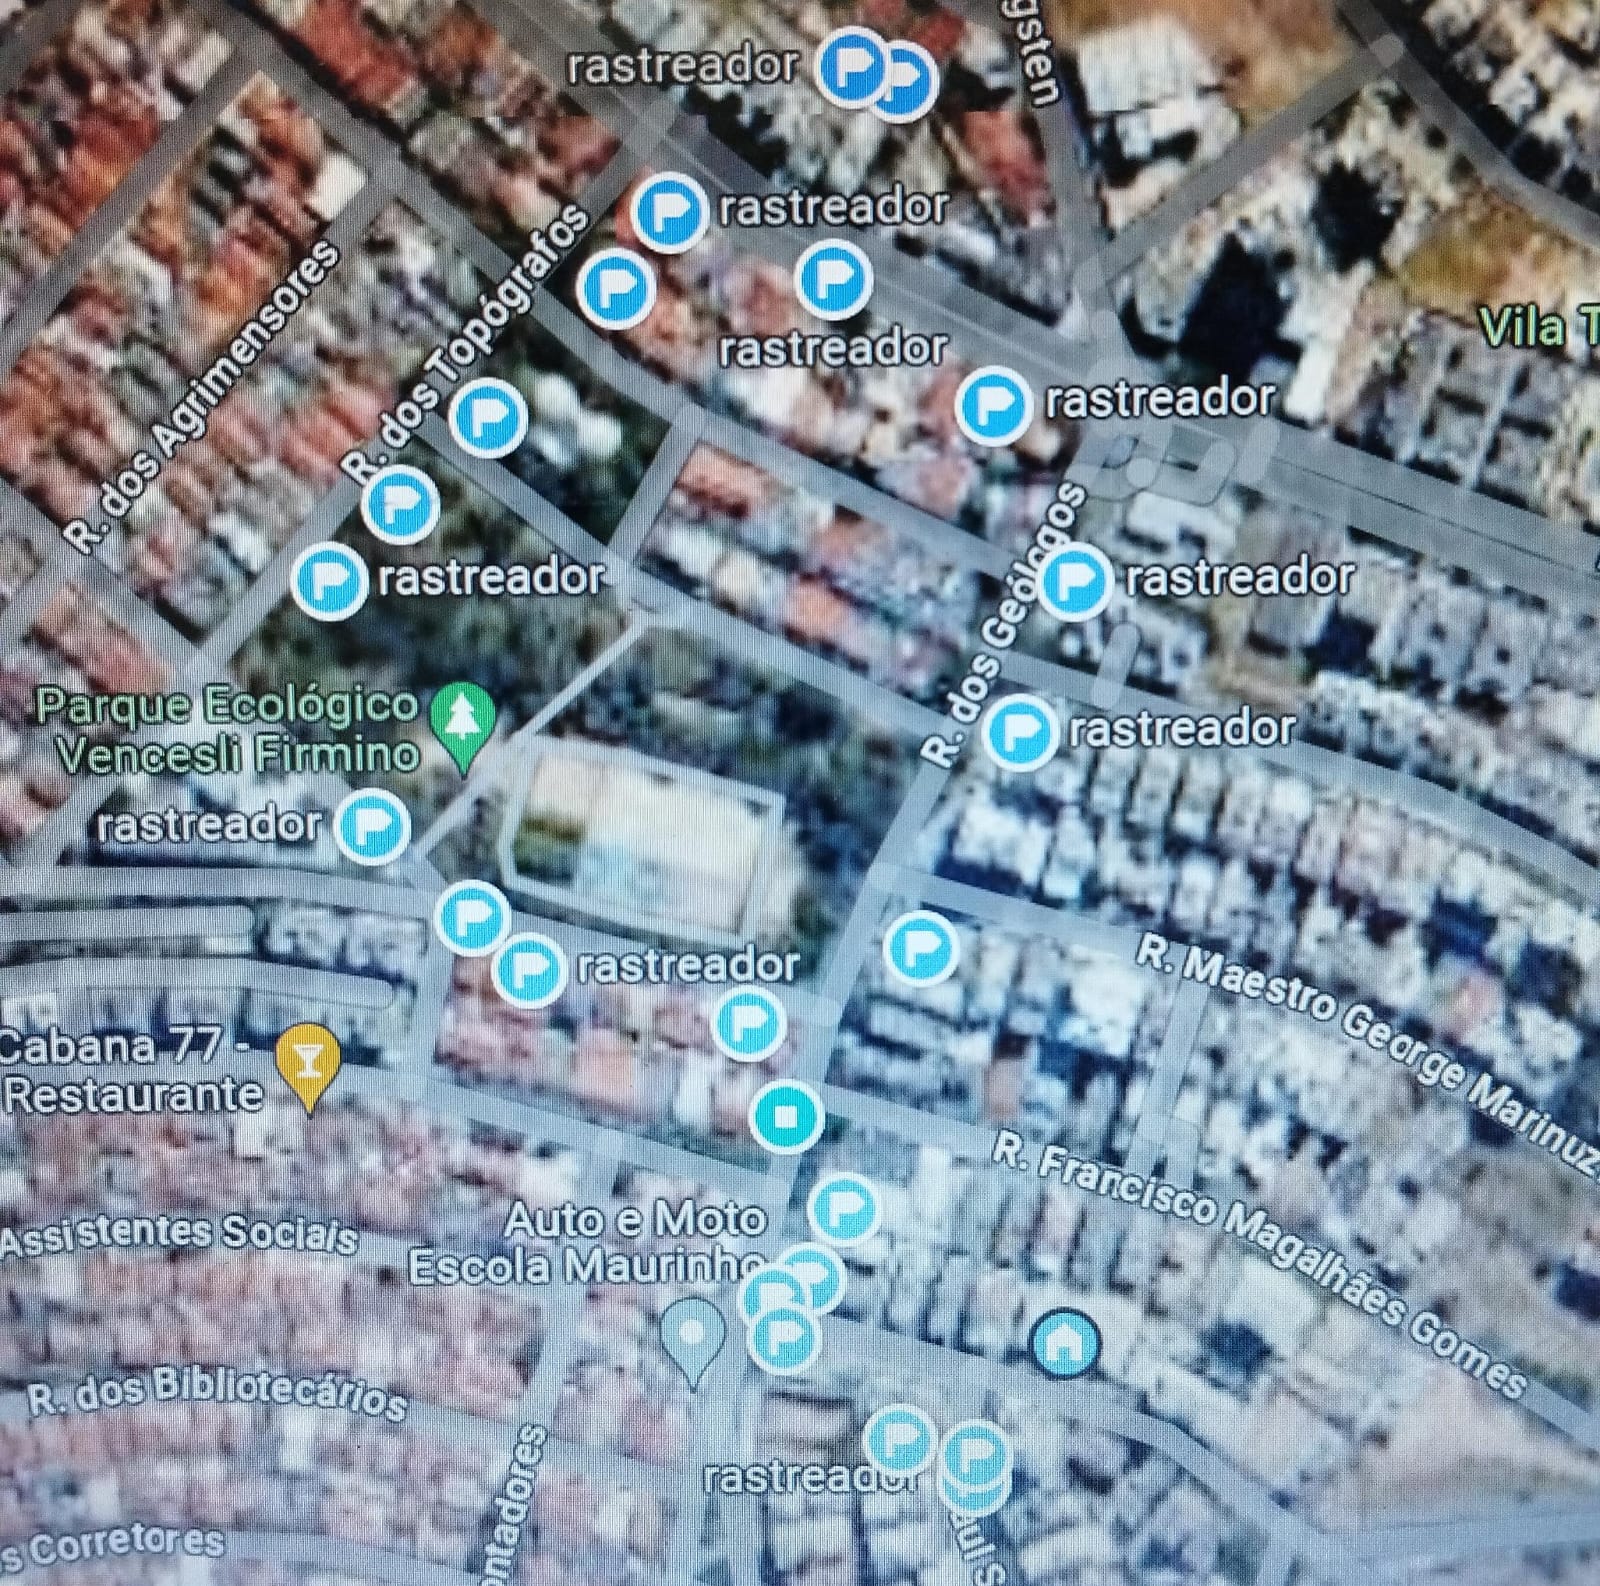 rastreador
gsten
rastreador
R. dos Topógrafos
R. dos Agrimensores
rastreador
Vila T
rastreador
R. dos Geólogos
rastreador
rastreador
Parque Ecológico
Vencesli Firmino
rastreador
rastreador
rastreador
R. Maestro George Marinuz
Cabana 77 -
Restaurante
R. Francisco Magalhães Gomes
Auto e Moto
Escola Maurinho
Assistentes Sociais
R. dos Bibliotecários
rastreador
ntadores
s Corretores
aul S